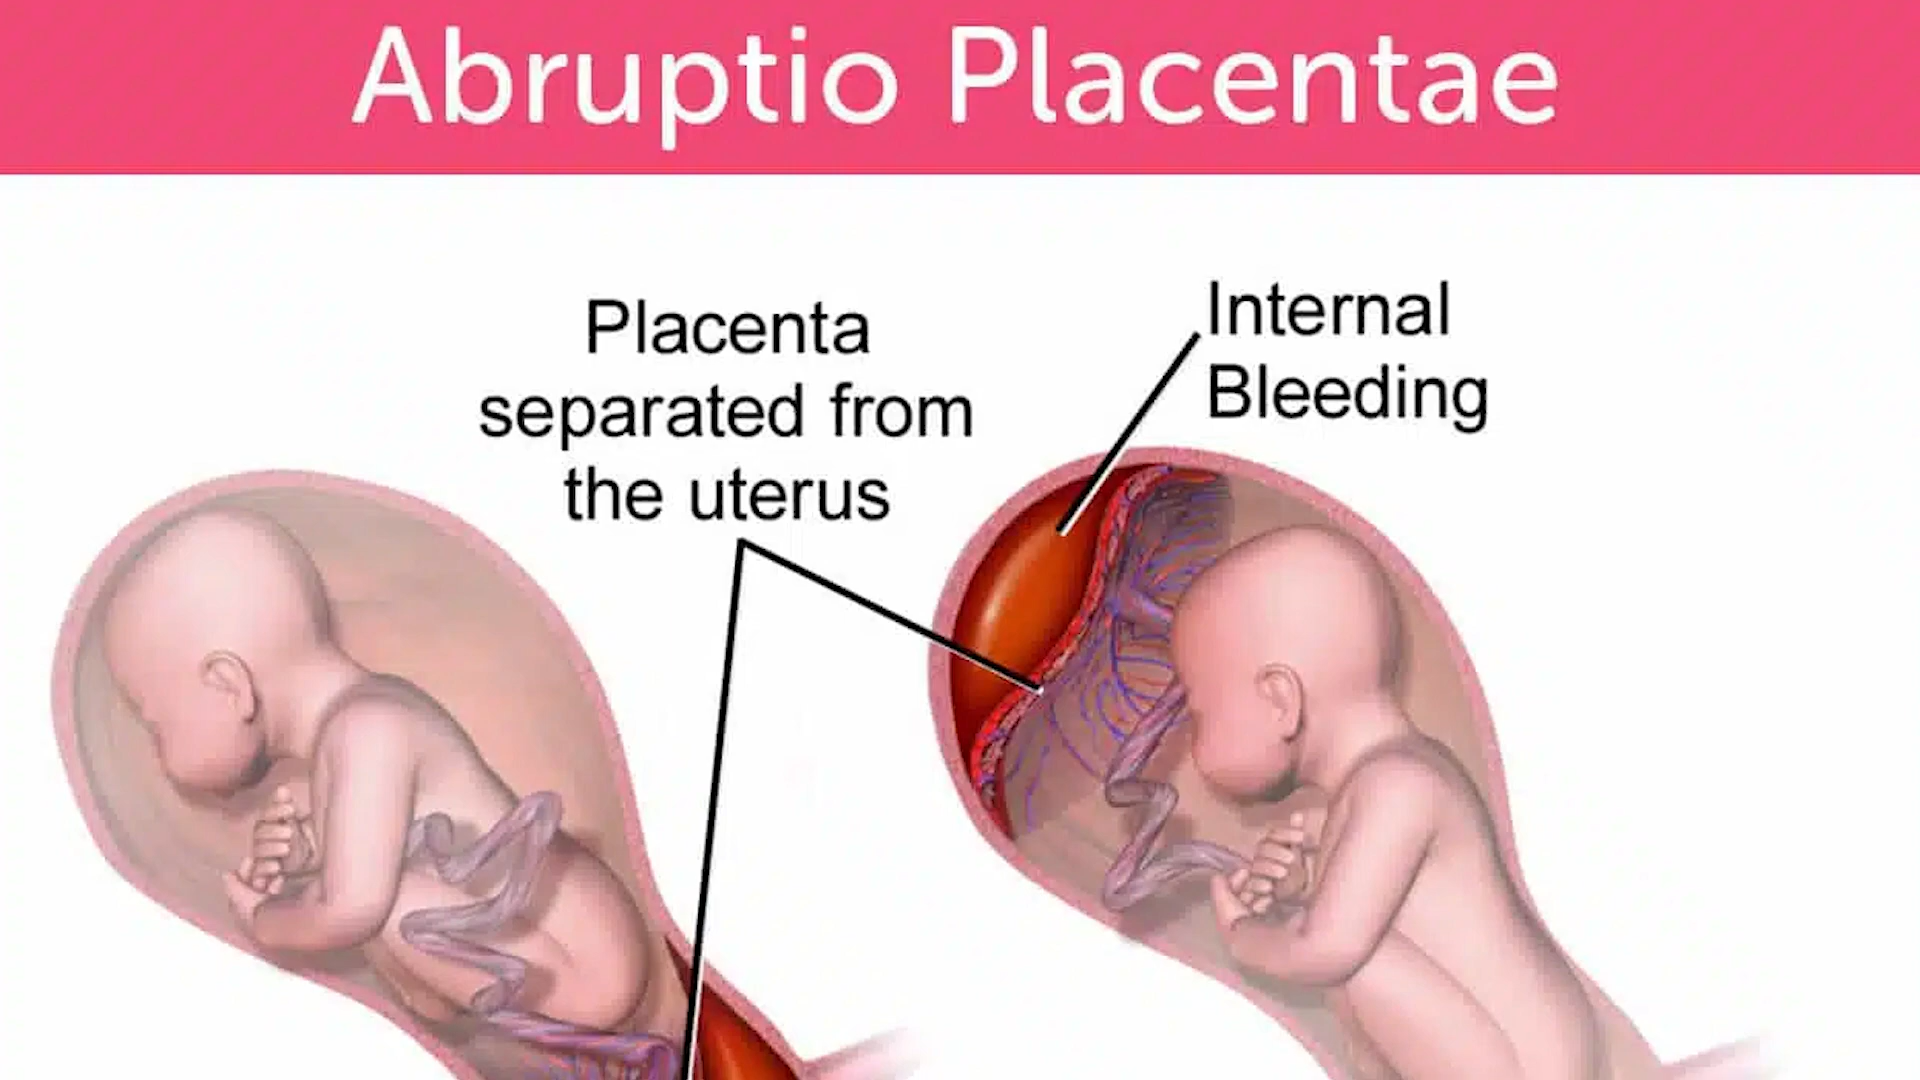 Abruptio Placentae
Placenta
separated from
the uterus
Internal
Bleeding